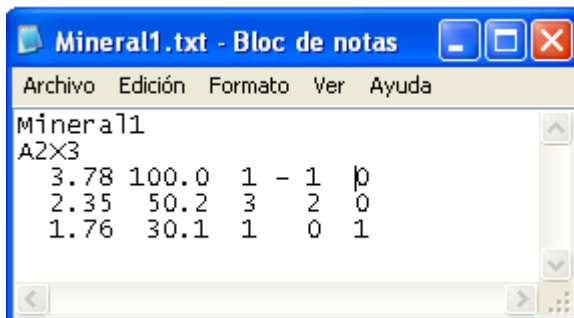 Mineral1.txt - Bloc de notas
Archivo Edición Formato Ver Ayuda
Mineral1
A2X3
3.78 100.0 1 - 1 0
2.35 50.2 3 2 0
1.76 30.1 1 0 1